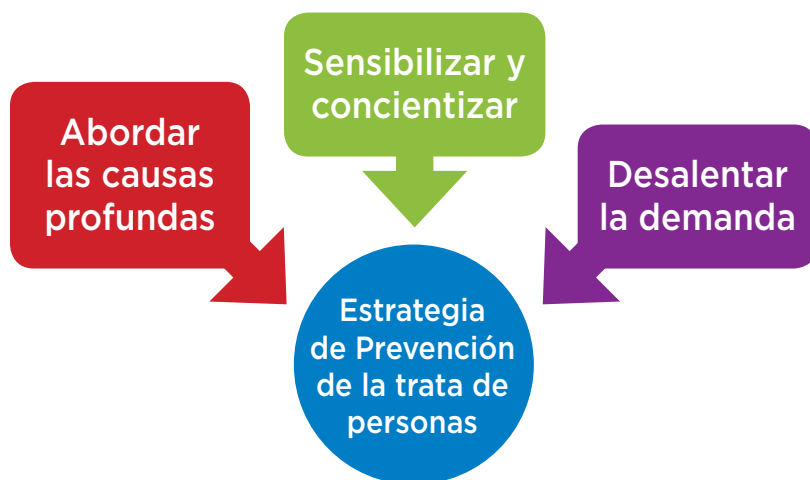 Sensibilizar y
concientizar
Abordar
las causas
profundas
Desalentar
la demanda
Estrategia
de Prevención
de la trata de
personas